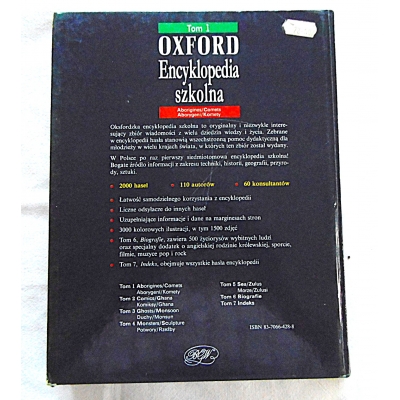 Tom 1
OXFORD
Encyklopedia
szkolna
Aborigines/Comets
Aborygeni/Komety
Oksfordzka encyklopedia szkolna to oryginalny i niezwykle intere-
sujący zbiór wiadomości z wielu dziedzin wiedzy i życia. Zebrane
w encyklopedii hasła stanowią wszechstronną pomoc dydaktyczną dla
młodzieży w wielu krajach świata, w których ten zbiór został wydany.
W Polsce po raz pierwszy siedmiotomowa encyklopedia szkolna!
Bogate źródło informacji z zakresu techniki, historii, geografii, przyro-
dy, sztuki.
• 2000 haseł • 110 autorów • 60 konsultantów
• Łatwość samodzielnego korzystania z encyklopedii
• Liczne odsyłacze do innych haseł
• Uzupełniające informacje i dane na marginesach stron
• 3000 kolorowych ilustracji, w tym 1500 zdjęć
• Tom 6, Biografie, zawiera 500 życiorysów wybitnych ludzi
oraz specjalny dodatek o angielskiej rodzinie królewskiej, sporcie,
filmie, muzyce pop i rock
• Tom 7, Indeks, obejmuje wszystkie hasła encyklopedii
Tom 1 Aborigines/Comets
Aborygeni/Komety
Tom 2 Comics/Ghana
Komiksy/Ghana
Tom 3 Ghosts/Monsoon
Duchy/Monsun
Tom 4 Monsters/Sculpture
Potwory/Rzeźby
Tom 5 Sea/Zulus
Morze/Zulusi
Tom 6 Biografie
Tom 7 Indeks
ISBN 83-7066-428-8
BGW